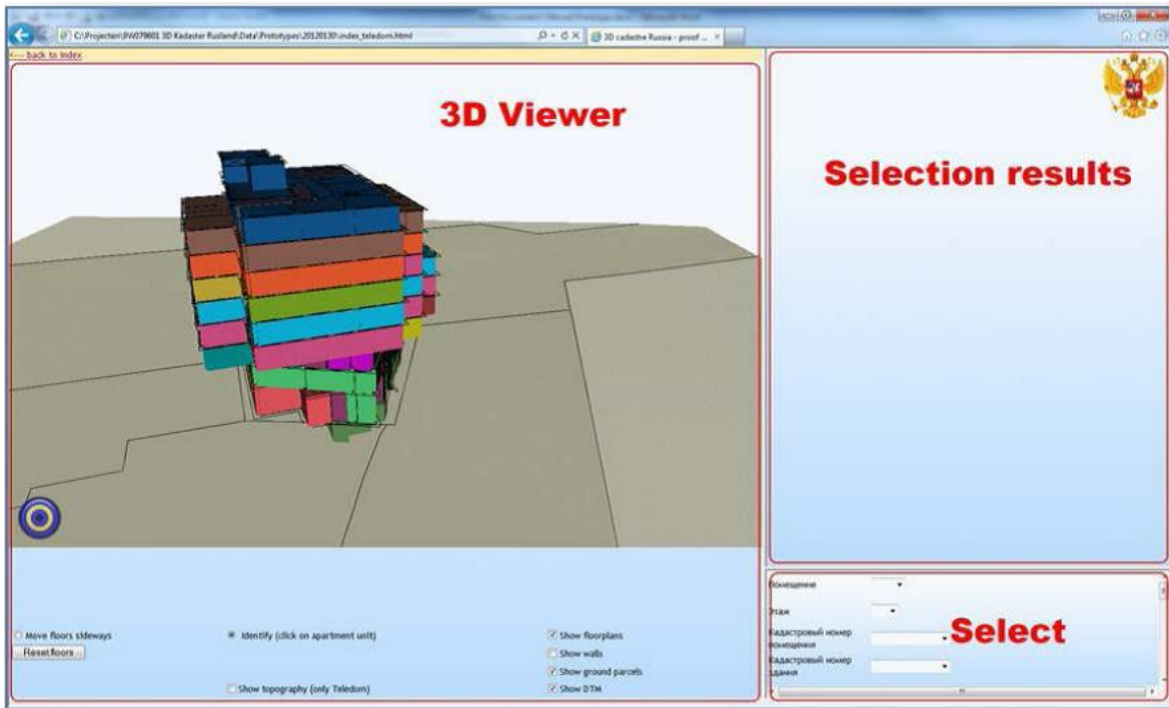 C:\Projecten\9W079601 3D Kadaster Rusland\Data\Prototypes\20120130\index_teledom.html
3D cadastre Russia - proof ...
<--- back to index
3D Viewer
Selection results
Move floors sideways
Identify (click on apartment unit)
Show floorplans
Reset floors
Show walls
Show ground parcels
Show topography (only Teledom)
Show DTM
Помещение
Этаж
Select
Кадастровый номер
помещения
Кадастровый номер
здания